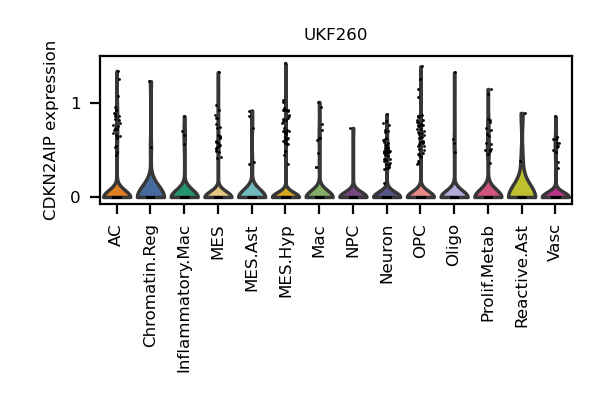 UKF260
CDKN2AIP expression
1
0
AC
Chromatin.Reg
Inflammatory.Mac
MES
MES.Ast
MES.Hyp
Mac
NPC
Neuron
OPC
Oligo
Prolif.Metab
Reactive.Ast
Vasc